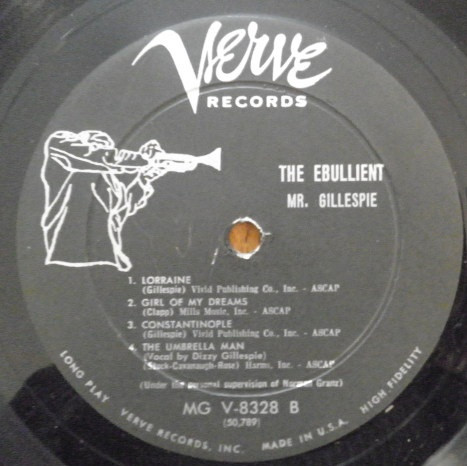 Verve
RECORDS
THE EBULLIENT
MR. GILLESPIE
1. LORRAINE
(Gillespie) Vivid Publishing Co., Inc. - ASCAP
2. GIRL OF MY DREAMS
(Clapp) Mills Music, Inc. - ASCAP
3. CONSTANTINOPLE
(Gillespie) Vivid Publishing Co., Inc. - ASCAP
4. THE UMBRELLA MAN
(Vocal by Dizzy Gillespie)
(Stock-Cavanaugh-Rose) Harms, Inc. - ASCAP
(Under the personal supervision of Norman Granz)
MG V-8328 B
(50,789)
LONG PLAY VERVE RECORDS, INC. MADE IN U.S.A. HIGH FIDELITY